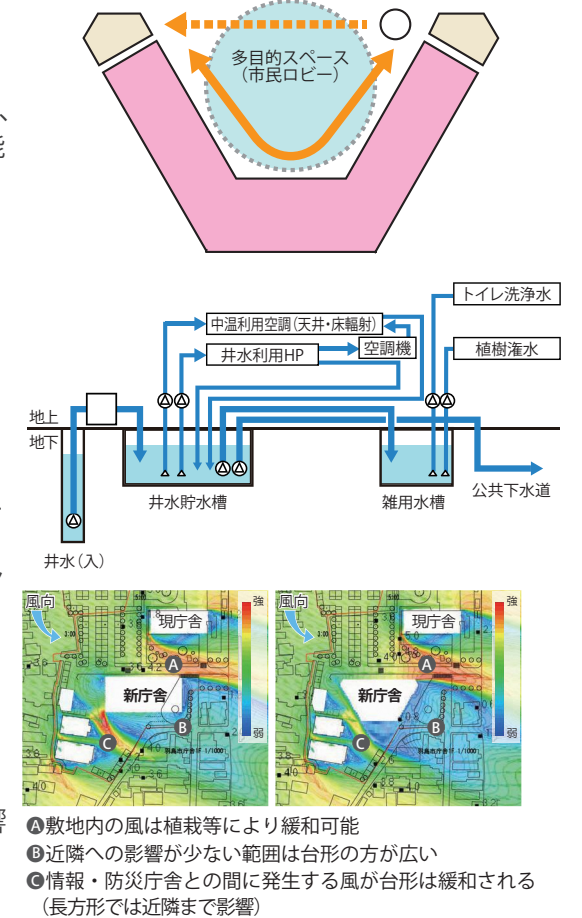 多目的スペース
（市民ロビー）
、
トイレ洗浄水
中温利用空調（天井・床輻射）
井水利用HP
空調機
植樹潅水
地上
地下
井水貯水槽
雑用水槽
公共下水道
井水（入）
風向
強
現庁舎
A
新庁舎
B
C
弱
風向
強
現庁舎
A
新庁舎
B
C
弱
響
A敷地内の風は植栽等により緩和可能
B近隣への影響が少ない範囲は台形の方が広い
C情報・防災庁舎との間に発生する風が台形は緩和される
（長方形では近隣まで影響）